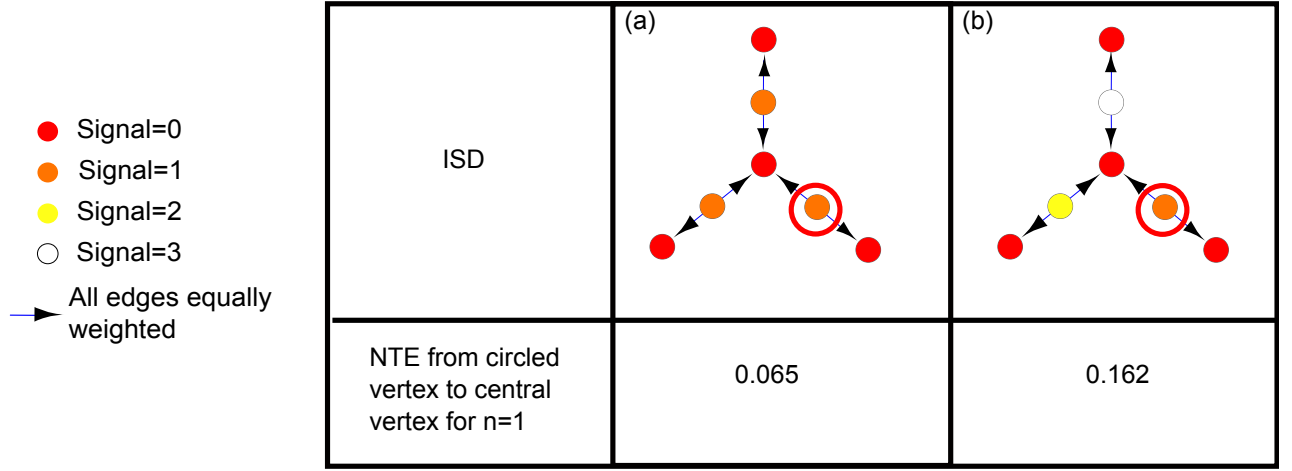 Signal=0
Signal=1
Signal=2
Signal=3
All edges equally
weighted
ISD
(a)
(b)
NTE from circled
vertex to central
vertex for n=1
0.065
0.162